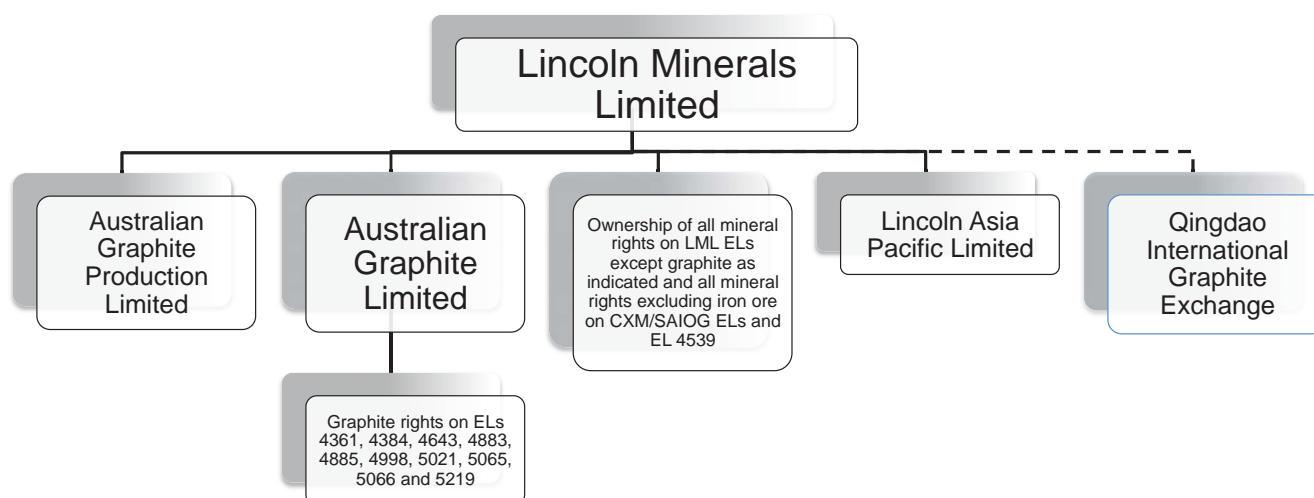 Lincoln Minerals
Limited
Australian
Graphite
Production
Limited
Australian
Graphite
Limited
Ownership of all mineral
rights on LML ELs
except graphite as
indicated and all mineral
rights excluding iron ore
on CXM/SAIOG ELs and
EL 4539
Lincoln Asia
Pacific Limited
Qingdao
International
Graphite
Exchange
Graphite rights on ELs
4361, 4384, 4643, 4883,
4885, 4998, 5021, 5065,
5066 and 5219